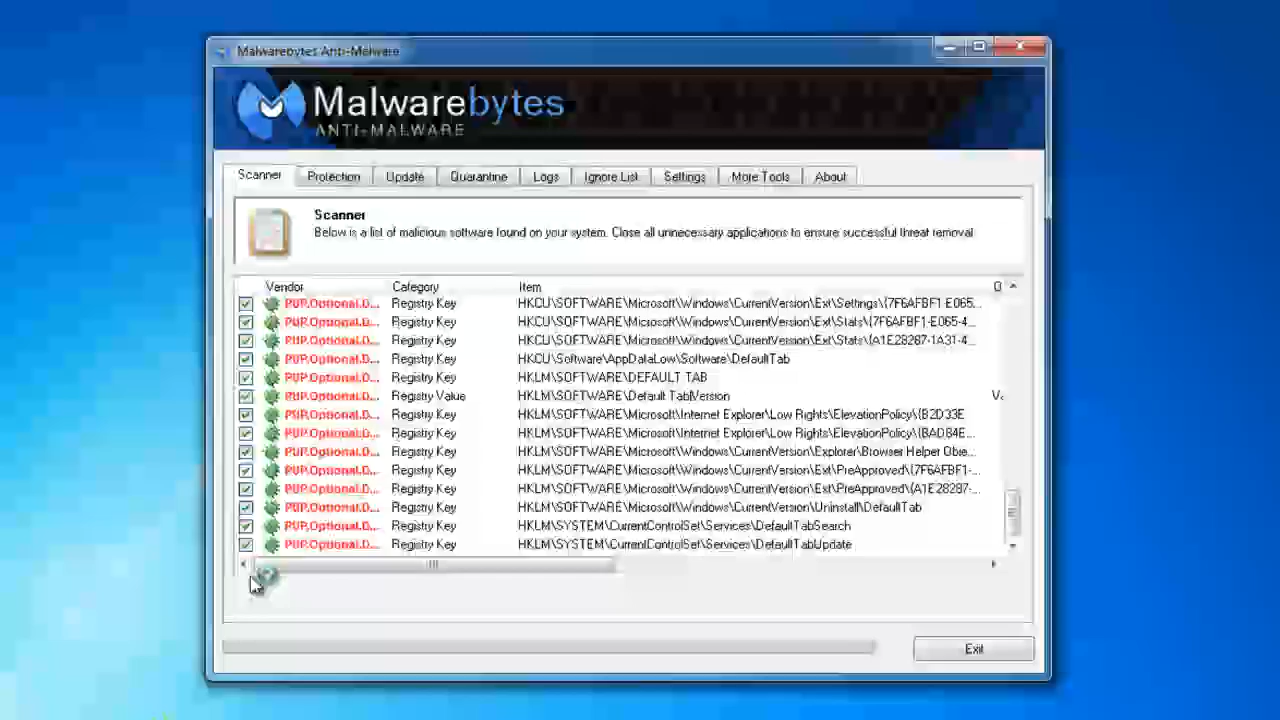 Malwarebytes Anti-Malware
Malwarebytes
ANTI-MALWARE
Scanner Protection Update Quarantine Logs Ignore List Settings More Tools About
Scanner
Below is a list of malicious software found on your system. Close all unnecessary applications to ensure successful threat removal.
Vendor Category Item O
PUP.Optional.D... Registry Key HKCU\SOFTWARE\Microsoft\Windows\CurrentVersion\Ext\Settings\{7F6AFBF1-E065...
PUP.Optional.D... Registry Key HKCU\SOFTWARE\Microsoft\Windows\CurrentVersion\Ext\Stats\{7F6AFBF1-E065-4...
PUP.Optional.D... Registry Key HKCU\SOFTWARE\Microsoft\Windows\CurrentVersion\Ext\Stats\{A1E28287-1A31-4...
PUP.Optional.D... Registry Key HKCU\Software\AppDataLow\Software\DefaultTab
PUP.Optional.D... Registry Key HKLM\SOFTWARE\DEFAULT TAB
PUP.Optional.D... Registry Value HKLM\SOFTWARE\Default Tab|Version
PUP.Optional.D... Registry Key HKLM\SOFTWARE\Microsoft\Internet Explorer\Low Rights\ElevationPolicy\{B2D33E
PUP.Optional.D... Registry Key HKLM\SOFTWARE\Microsoft\Internet Explorer\Low Rights\ElevationPolicy\{BAD84E...
PUP.Optional.D... Registry Key HKLM\SOFTWARE\Microsoft\Windows\CurrentVersion\Explorer\Browser Helper Obje...
PUP.Optional.D... Registry Key HKLM\SOFTWARE\Microsoft\Windows\CurrentVersion\Ext\PreApproved\{7F6AFBF1-...
PUP.Optional.D... Registry Key HKLM\SOFTWARE\Microsoft\Windows\CurrentVersion\Ext\PreApproved\{A1E28287-...
PUP.Optional.D... Registry Key HKLM\SOFTWARE\Microsoft\Windows\CurrentVersion\Uninstall\DefaultTab
PUP.Optional.D... Registry Key HKLM\SYSTEM\CurrentControlSet\Services\DefaultTabSearch
PUP.Optional.D... Registry Key HKLM\SYSTEM\CurrentControlSet\Services\DefaultTabUpdate
Exit